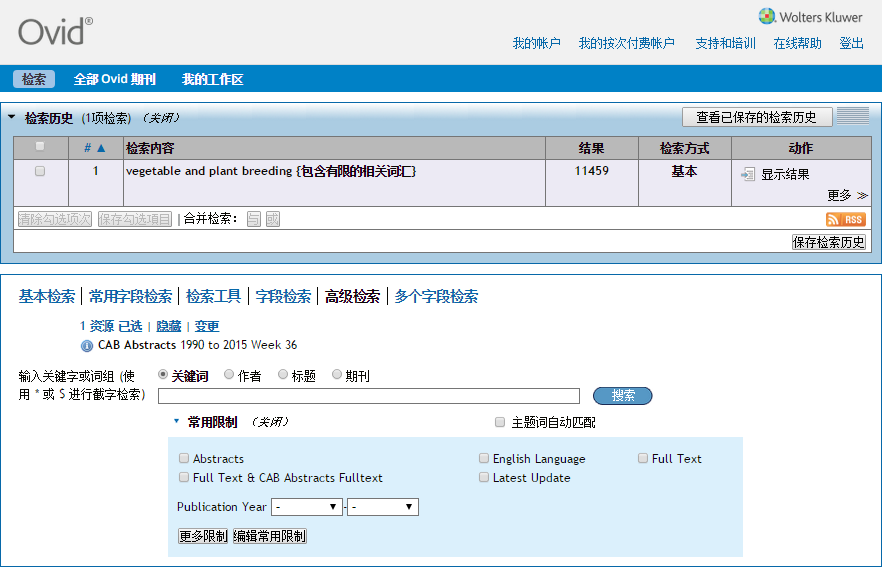 Ovid®
Wolters Kluwer
我的帐户 我的按次付费帐户 支持和培训 在线帮助 登出
检索 全部 Ovid 期刊 我的工作区
检索历史 (1项检索) (关闭)
查看已保存的检索历史
# ▲ 检索内容 结果 检索方式 动作
1 vegetable and plant breeding {包含有限的相关词汇} 11459 基本 显示结果
更多 ≫
清除勾选项次 保存勾选项目 | 合并检索: 与 或
RSS
保存检索历史
基本检索 | 常用字段检索 | 检索工具 | 字段检索 | 高级检索 | 多个字段检索
1 资源 已选 | 隐藏 | 变更
CAB Abstracts 1990 to 2015 Week 36
输入关键字或词组 (使用 * 或 $ 进行截字检索)
关键词 作者 标题 期刊
搜索
常用限制 (关闭) 主题词自动匹配
Abstracts English Language Full Text
Full Text & CAB Abstracts Fulltext Latest Update
Publication Year - - -
更多限制 编辑常用限制